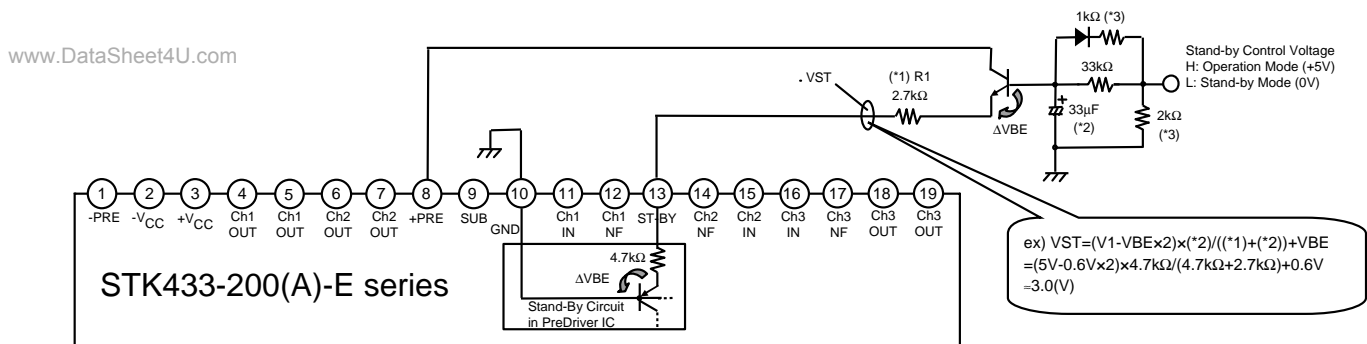 www.DataSheet4U.com
1kΩ (*3)
Stand-by Control Voltage
H: Operation Mode (+5V)
L: Stand-by Mode (0V)
33kΩ
. VST
(*1) R1
2.7kΩ
ΔVBE
+
33μF
(*2)
2kΩ
(*3)
1 2 3 4 5 6 7 8 9 10 11 12 13 14 15 16 17 18 19
-PRE -VCC +VCC Ch1 OUT Ch1 OUT Ch2 OUT Ch2 OUT +PRE SUB GND Ch1 IN Ch1 NF ST-BY Ch2 NF Ch2 IN Ch3 IN Ch3 NF Ch3 OUT Ch3 OUT
STK433-200(A)-E series
4.7kΩ
ΔVBE
Stand-By Circuit
in PreDriver IC
ex) VST=(V1-VBE×2)×(*2)/((*1)+(*2))+VBE
=(5V-0.6V×2)×4.7kΩ/(4.7kΩ+2.7kΩ)+0.6V
=3.0(V)